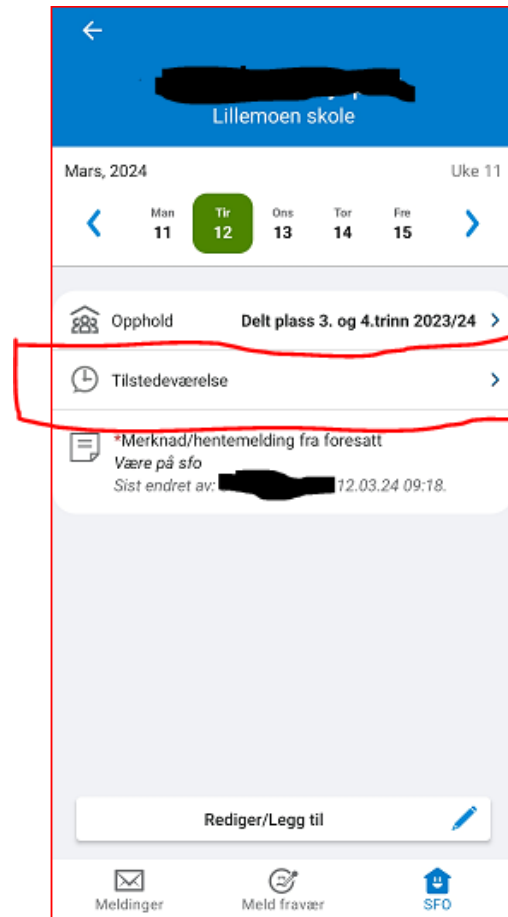 Lillemoen skole
Mars, 2024 Uke 11
Man Tir Ons Tor Fre
11 12 13 14 15
Opphold Delt plass 3. og 4.trinn 2023/24
Tilstedeværelse
*Merknad/hentemelding fra foresatt
Være på sfo
Sist endret av: 12.03.24 09:18.
Rediger/Legg til
Meldinger Meld fravær SFO